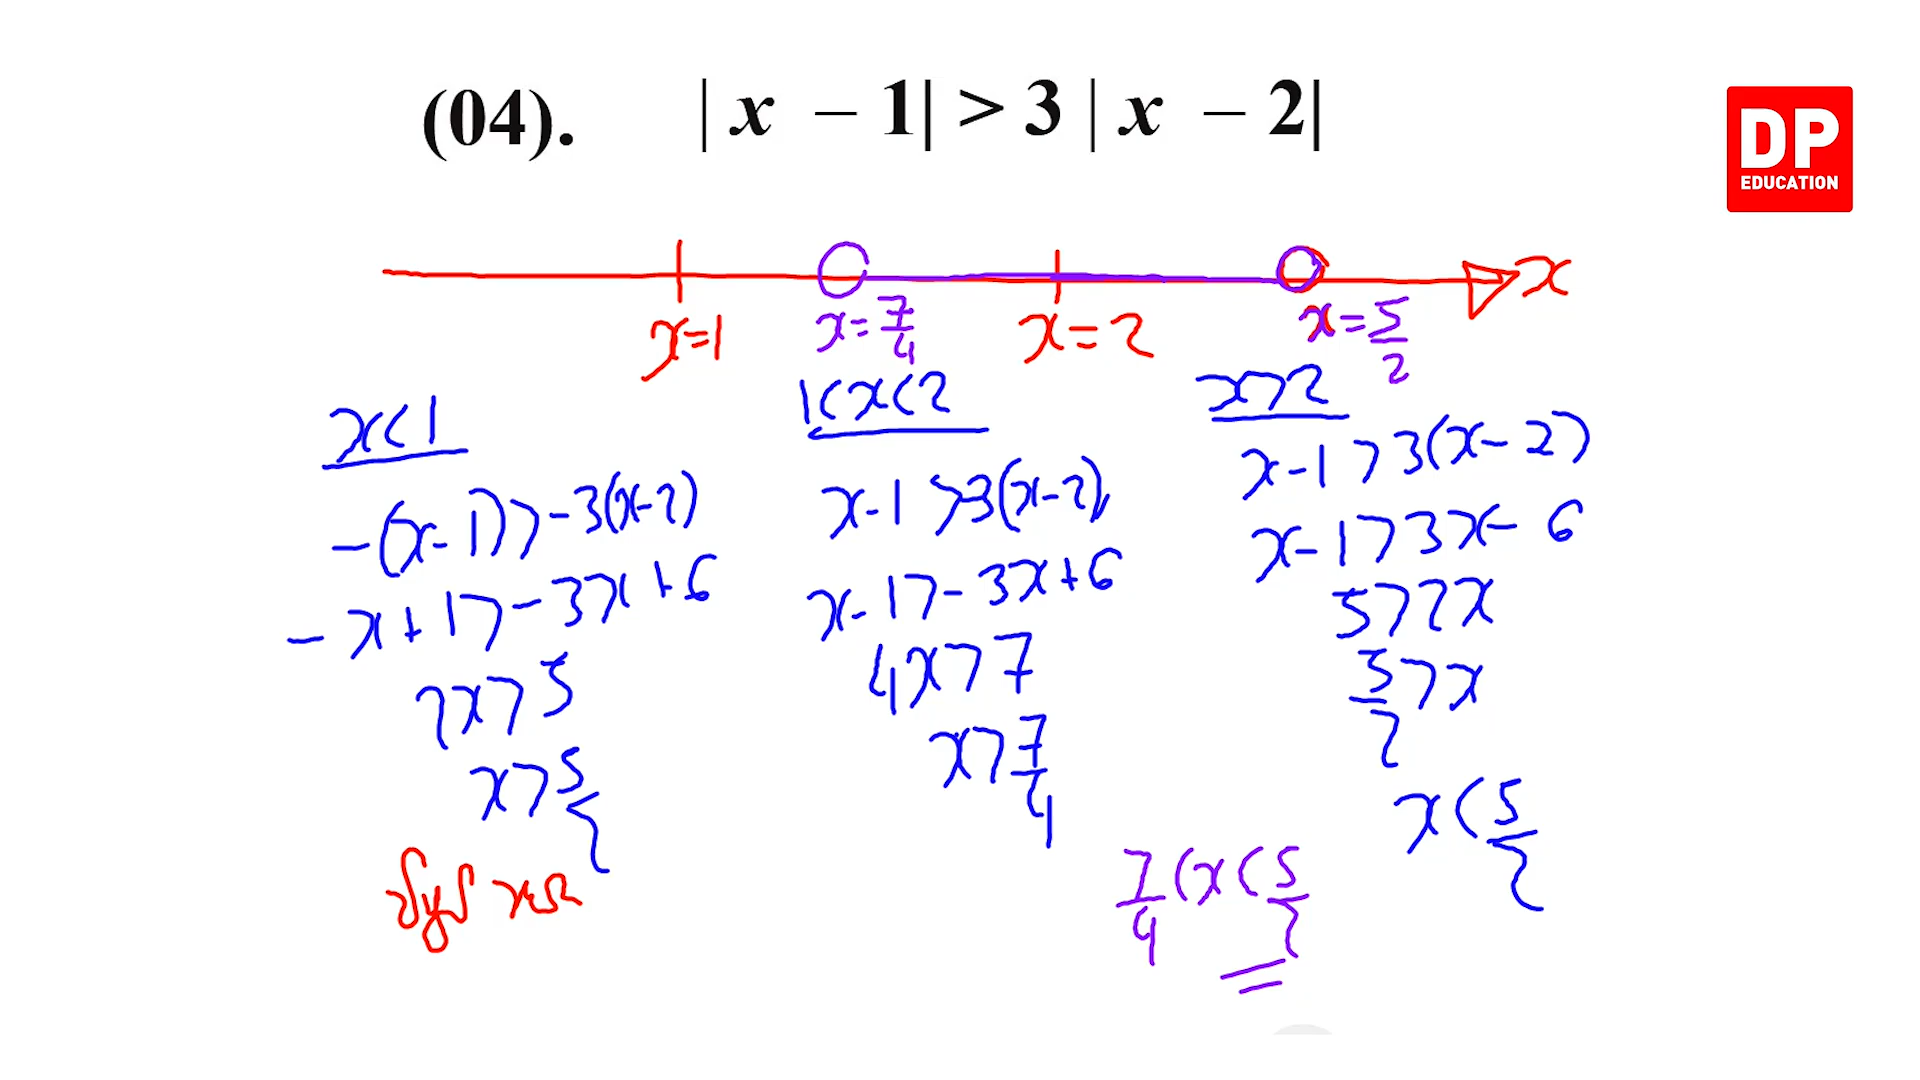 (04). | x – 1| > 3 | x – 2|
DP
EDUCATION
x
x=1
x=7/4
x=2
x=5/2
x<1
-(x-1)>-3(x-2)
-x+1>-3x+6
2x>5
x>5/2
1<x<2
x-1>-3(x-2)
x-1>-3x+6
4x>7
x>7/4
x>2
x-1>3(x-2)
x-1>3x-6
5>2x
5/2>x
x<5/2
7/4<x<5/2